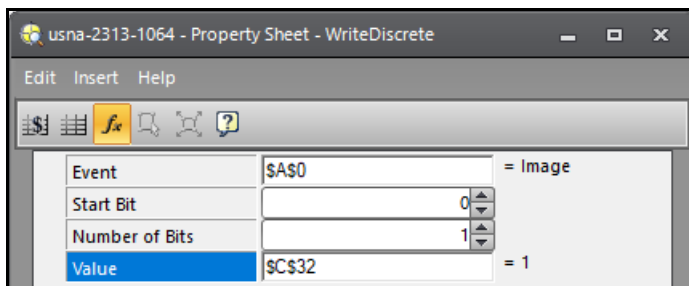 usna-2313-1064 - Property Sheet - WriteDiscrete
Edit Insert Help
$ fx ?
Event $A$0 = Image
Start Bit 0
Number of Bits 1
Value $C$32 = 1